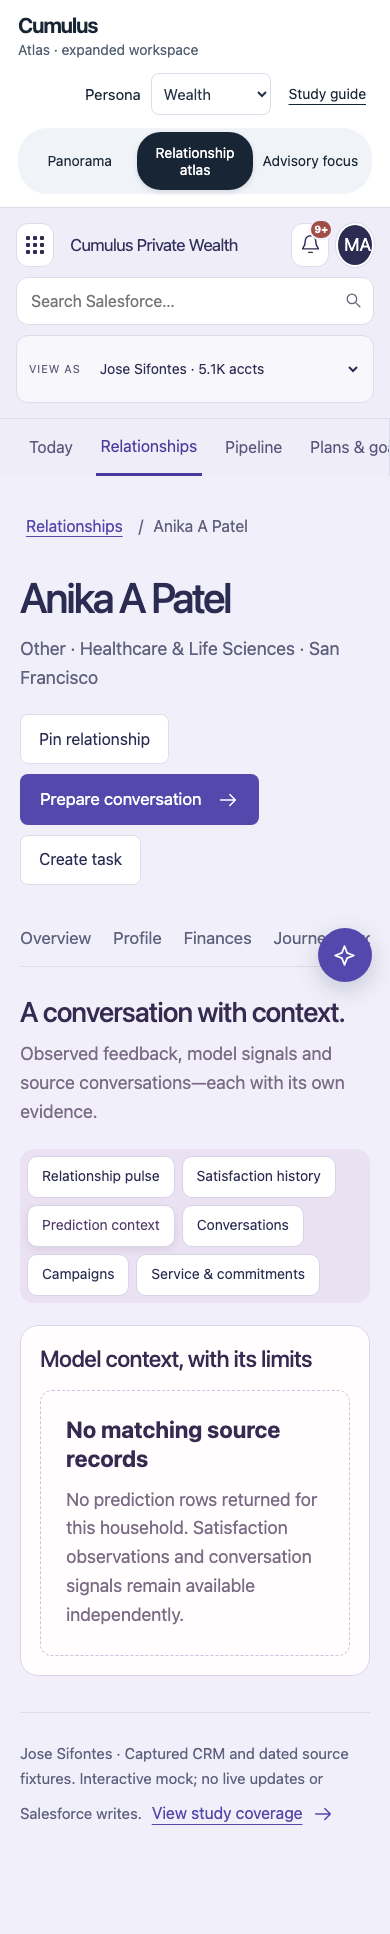 Cumulus
Atlas · expanded workspace
Persona Wealth Study guide
Panorama Relationship atlas Advisory focus
Cumulus Private Wealth 9+ MA
Search Salesforce...
VIEW AS Jose Sifontes · 5.1K accts
Today Relationships Pipeline Plans &
Relationships / Anika A Patel
Anika A Patel
Other · Healthcare & Life Sciences · San
Francisco
Pin relationship
Prepare conversation →
Create task
Overview Profile Finances
A conversation with context.
Observed feedback, model signals and
source conversations—each with its own
evidence.
Relationship pulse Satisfaction history
Prediction context Conversations
Campaigns Service & commitments
Model context, with its limits
No matching source
records
No prediction rows returned for
this household. Satisfaction
observations and conversation
signals remain available
independently.
Jose Sifontes · Captured CRM and dated source
fixtures. Interactive mock; no live updates or
Salesforce writes. View study coverage →